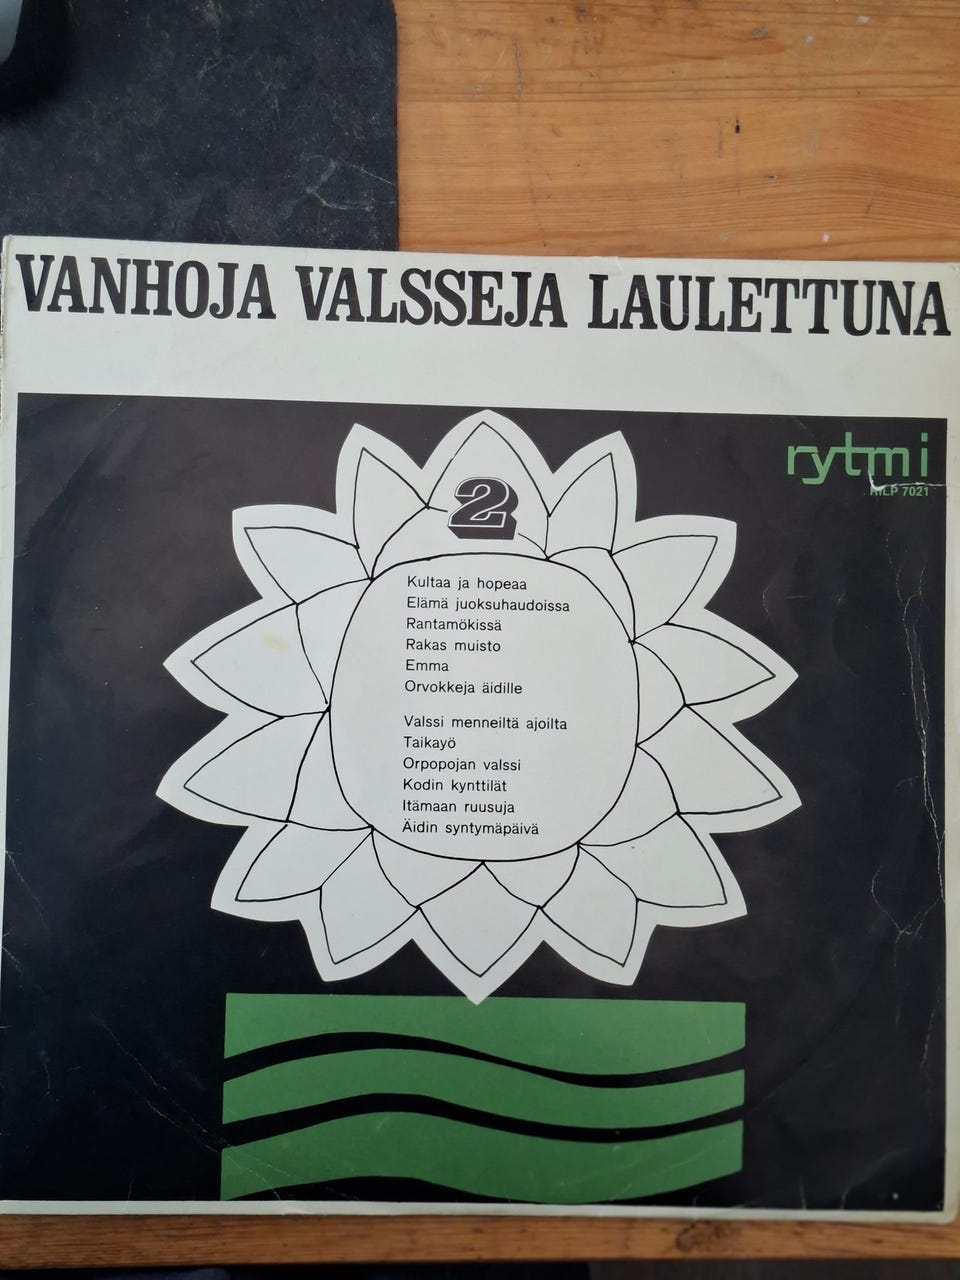 VANHOJA VALSSEJA LAULETTUNA
rytmi
RILP 7021
2
Kultaa ja hopeaa
Elämä juoksuhaudoissa
Rantamökissä
Rakas muisto
Emma
Orvokkeja äidille
Valssi menneiltä ajoilta
Taikayö
Orpopojan valssi
Kodin kynttilät
Itämaan ruusuja
Äidin syntymäpäivä